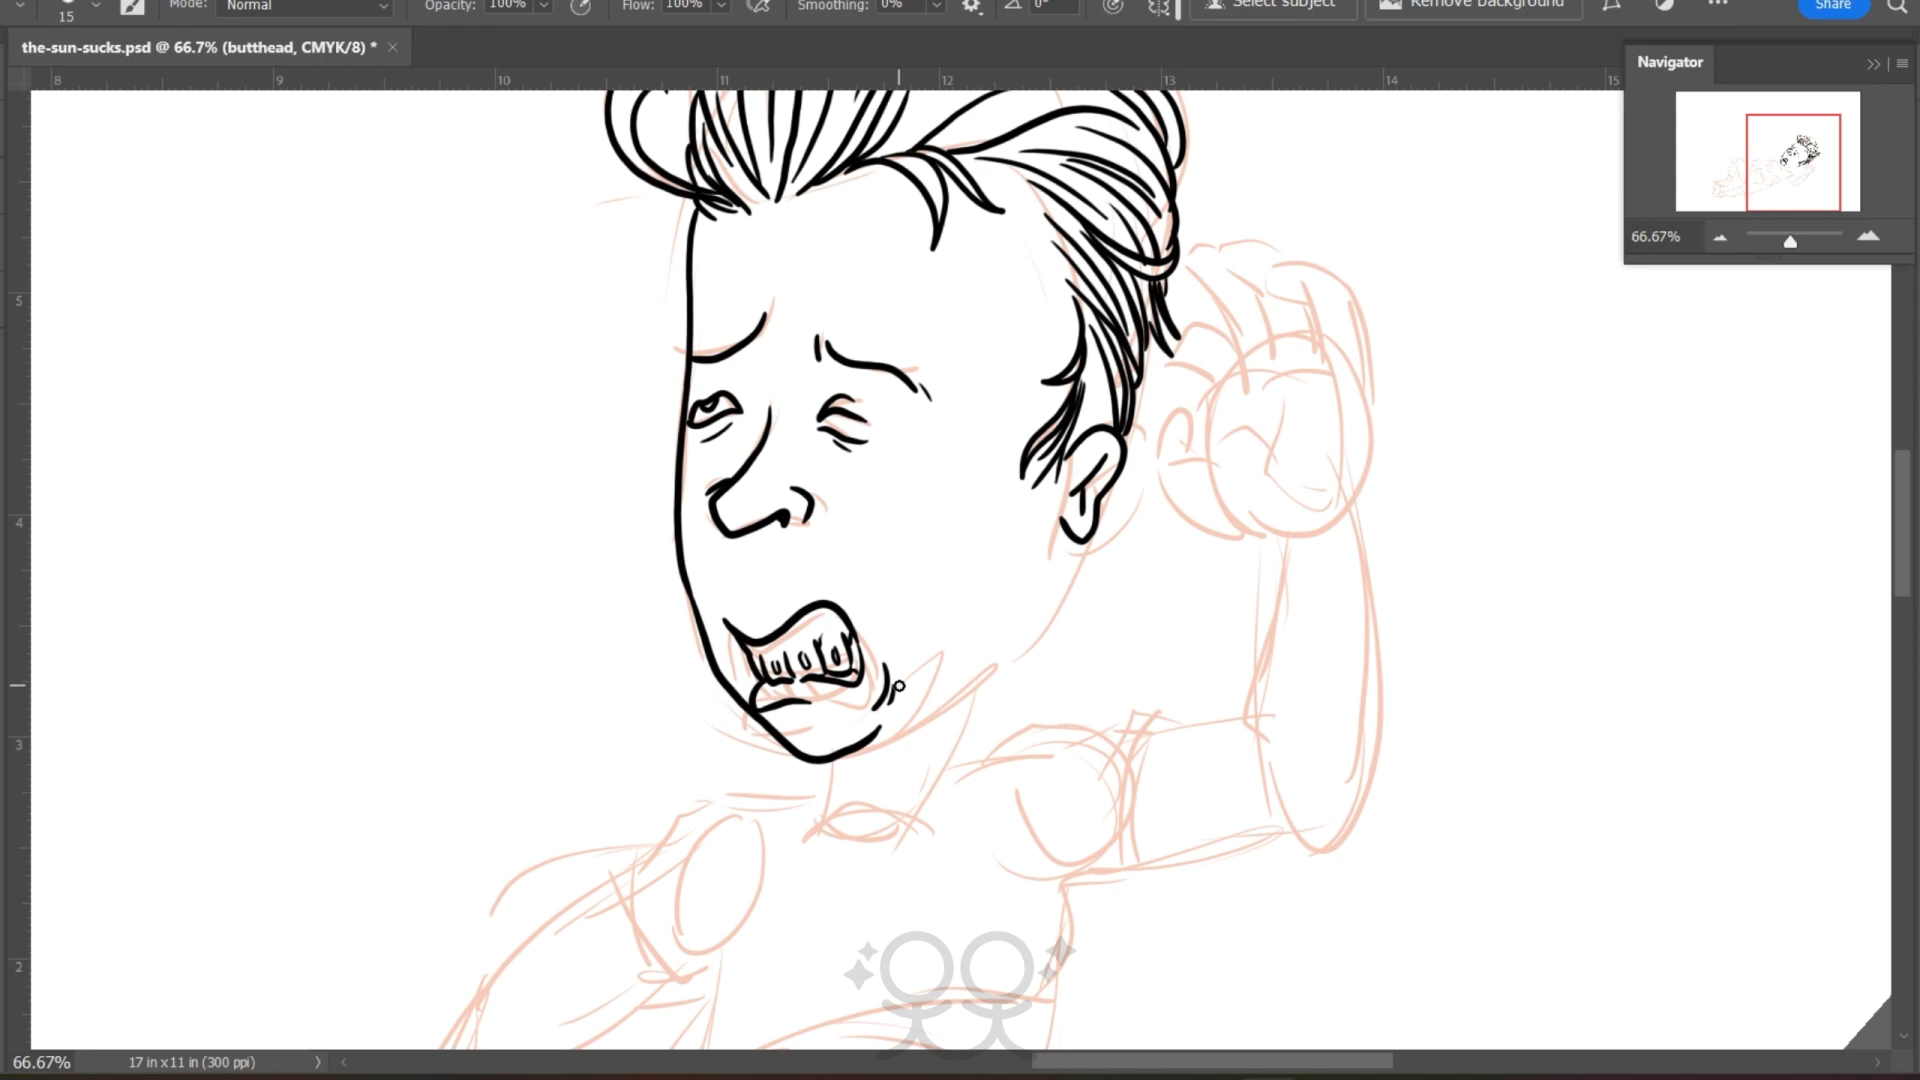 15
Mode: Normal
Opacity: 100%
Flow: 100%
Smoothing: 0%
0°
Select subject
Remove background
Share
the-sun-sucks.psd @ 66.7% (butthead, CMYK/8) *
Navigator
8 9 10 11 12 13 14 15
66.67%
5
4
3
2
66.67% 17 in x 11 in (300 ppi)